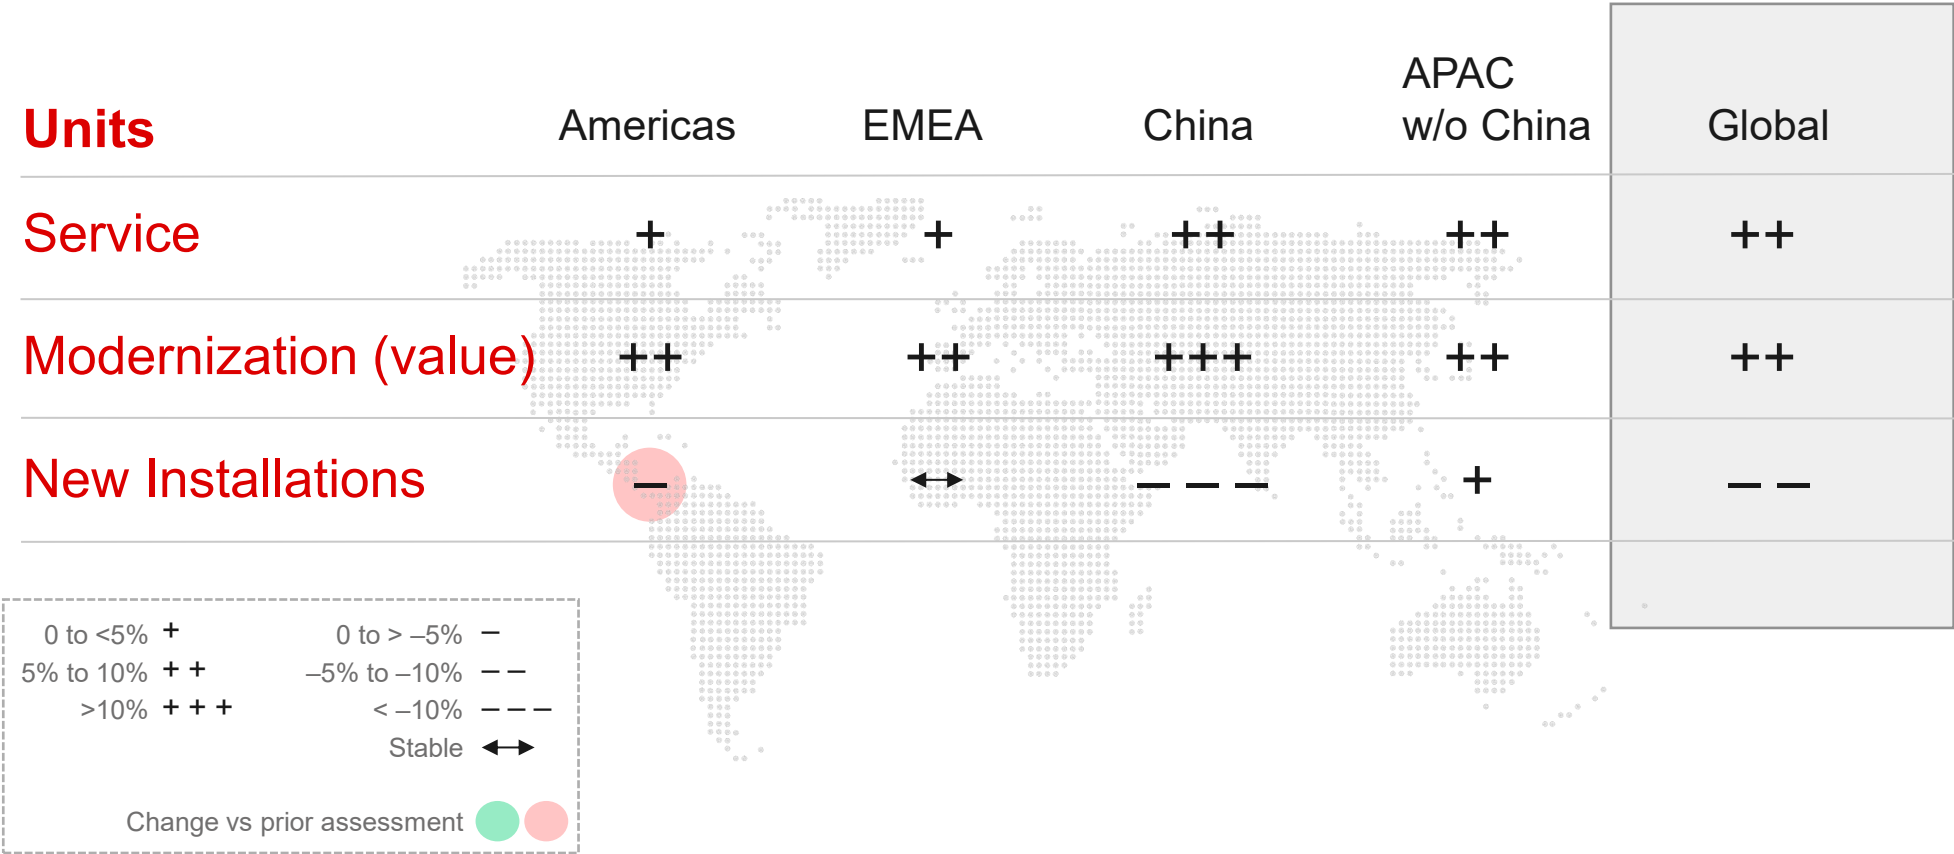 APAC
Units Americas EMEA China w/o China Global
Service + + ++ ++ ++
Modernization (value) ++ ++ +++ ++ ++
New Installations – ↔ – – – + – –
0 to <5% + 0 to > –5% –
5% to 10% + + –5% to –10% – –
>10% + + + < –10% – – –
Stable ↔
Change vs prior assessment